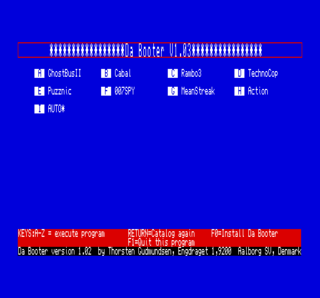 ****************Da Booter V1.03***************
A GhostBusII B Cabal C Rambo3 D TechnoCop
E Puzznic F 007SPY G MeanStreak H Action
I AUTO*
KEYS:A-Z = execute program RETURN=Catalog again F0=Install Da Booter
F1=Quit this program
Da Booter version 1.02 by Thorsten Gudmundsen, Engdraget 1,9200 Aalborg SV, Denmark